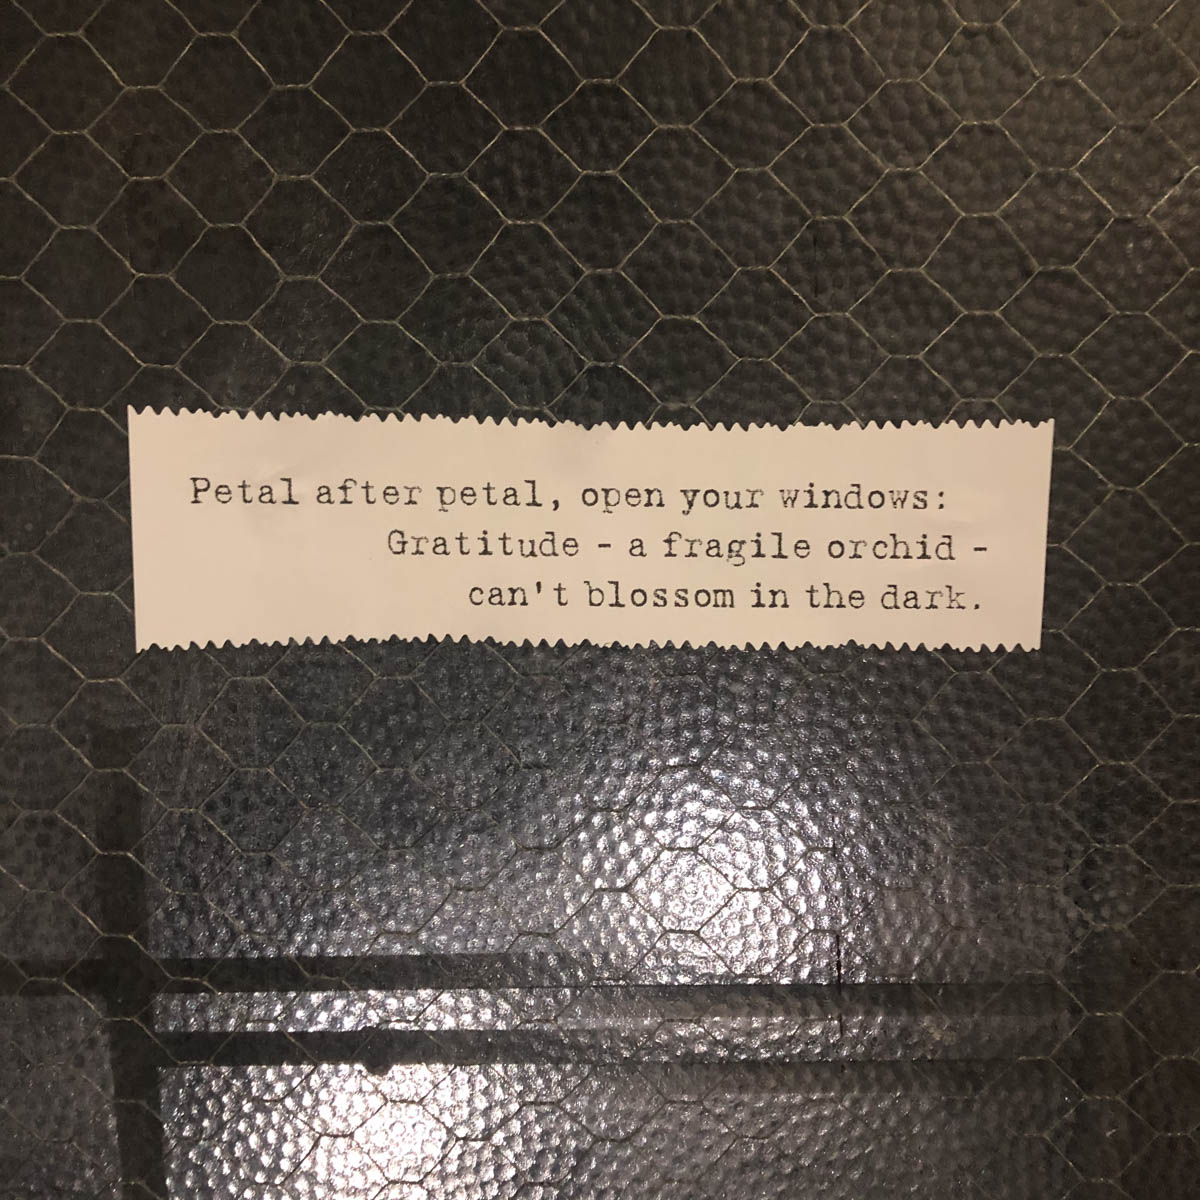 Petal after petal, open your windows:
Gratitude - a fragile orchid -
can't blossom in the dark.